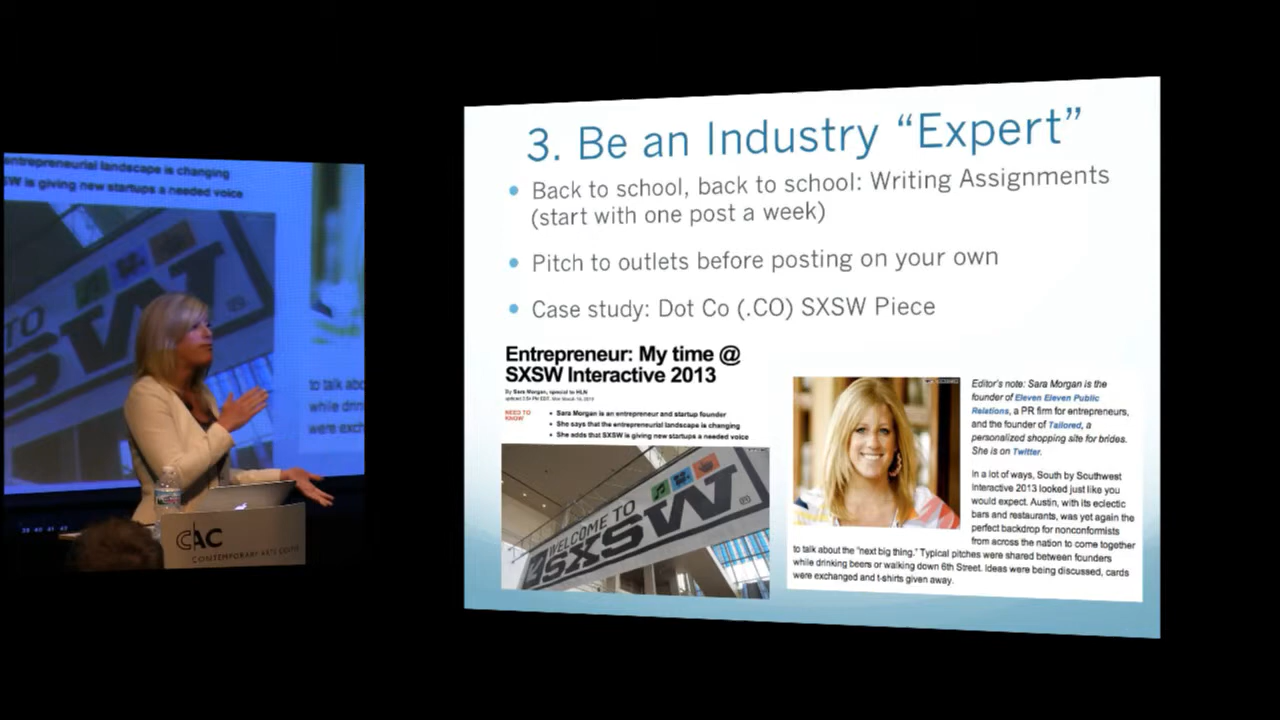 entrepreneurial landscape is changing
SW is giving new startups a needed voice
TO
SXSW
to talk abo
while drin
were exch
CAC
CONTEMPORARY ARTS CENTER
3. Be an Industry “Expert”
• Back to school, back to school: Writing Assignments
(start with one post a week)
• Pitch to outlets before posting on your own
• Case study: Dot Co (.CO) SXSW Piece
Entrepreneur: My time @
SXSW Interactive 2013
By Sara Morgan, special to HLN
NEED TO
KNOW
• Sara Morgan is an entrepreneur and startup founder
• She says that the entrepreneurial landscape is changing
• She adds that SXSW is giving new startups a needed voice
WELCOME TO
SXSW
Editor's note: Sara Morgan is the
founder of Eleven Eleven Public
Relations, a PR firm for entrepreneurs,
and the founder of Tailored, a
personalized shopping site for brides.
She is on Twitter.
In a lot of ways, South by Southwest
Interactive 2013 looked just like you
would expect. Austin, with its eclectic
bars and restaurants, was yet again the
perfect backdrop for nonconformists
from across the nation to come together
to talk about the "next big thing." Typical pitches were shared between founders
while drinking beers or walking down 6th Street. Ideas were being discussed, cards
were exchanged and t-shirts given away.